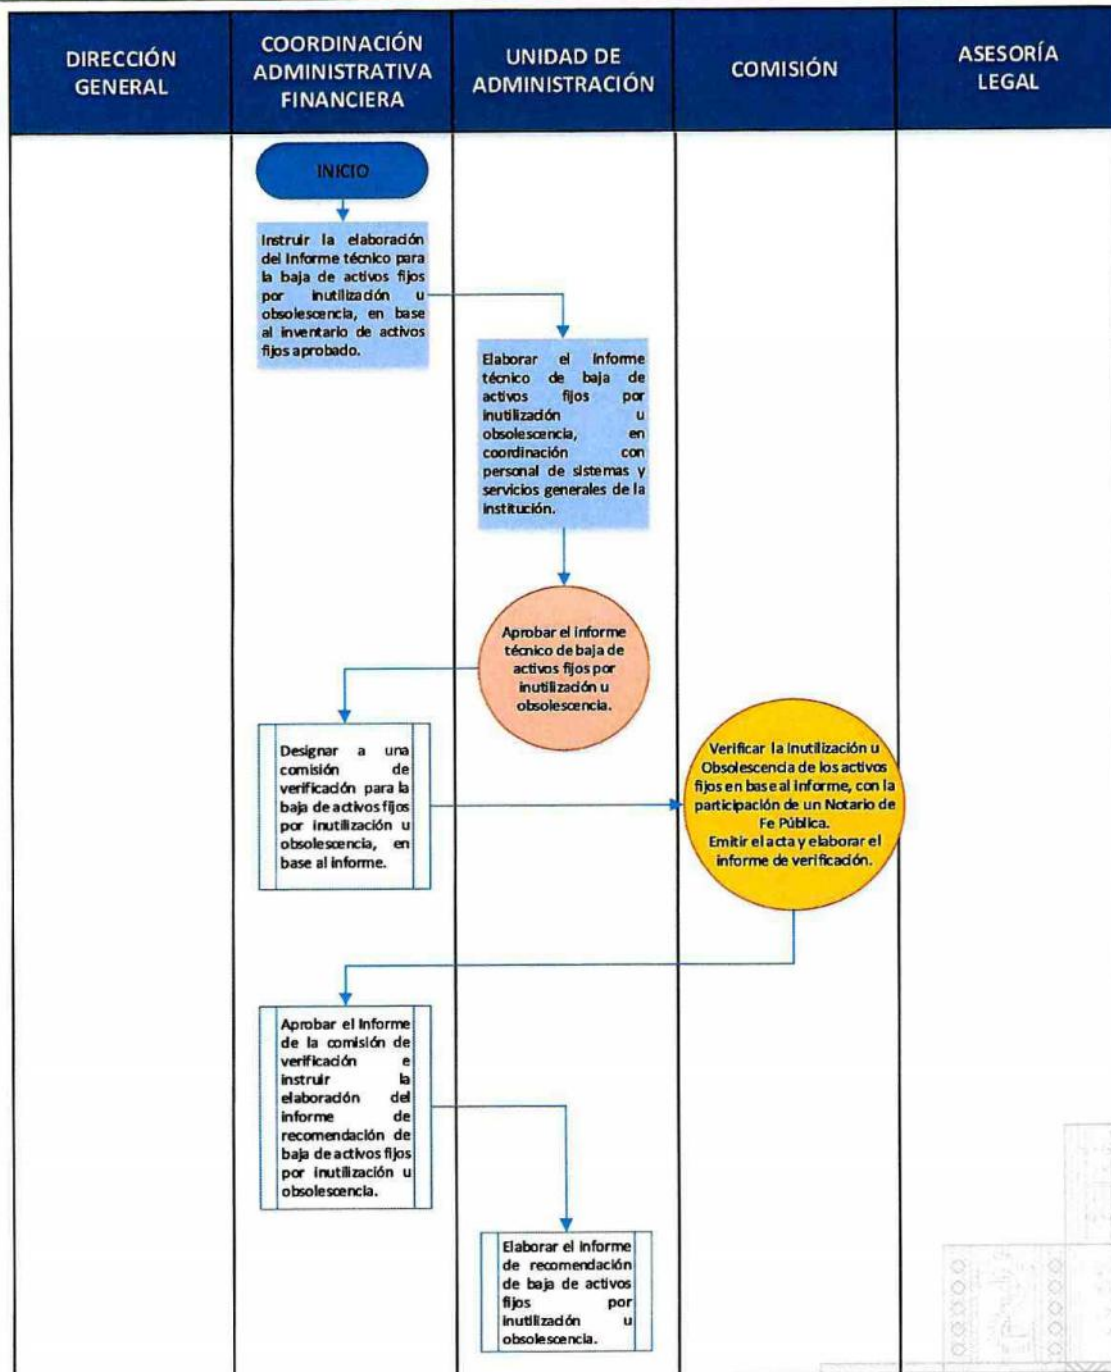 DIRECCIÓN
GENERAL
COORDINACIÓN
ADMINISTRATIVA
FINANCIERA
UNIDAD DE
ADMINISTRACIÓN
COMISIÓN
ASESORÍA
LEGAL
INICIO
Instruir la elaboración
del Informe técnico para
la baja de activos fijos
por inutilización u
obsolescencia, en base
al inventario de activos
fijos aprobado.
Elaborar el Informe
técnico de baja de
activos fijos por
inutilización u
obsolescencia, en
coordinación con
personal de sistemas y
servicios generales de la
institución.
Aprobar el informe
técnico de baja de
activos fijos por
inutilización u
obsolescencia.
Designar a una
comisión de
verificación para la
baja de activos fijos
por inutilización u
obsolescencia, en
base al informe.
Verificar la Inutilización u
Obsolescencia de los activos
fijos en base al Informe, con la
participación de un Notario de
Fe Pública.
Emitir el acta y elaborar el
informe de verificación.
Aprobar el Informe
de la comisión de
verificación e
instruir la
elaboración del
informe de
recomendación de
baja de activos fijos
por inutilización u
obsolescencia.
Elaborar el Informe
de recomendación
de baja de activos
fijos por
inutilización u
obsolescencia.